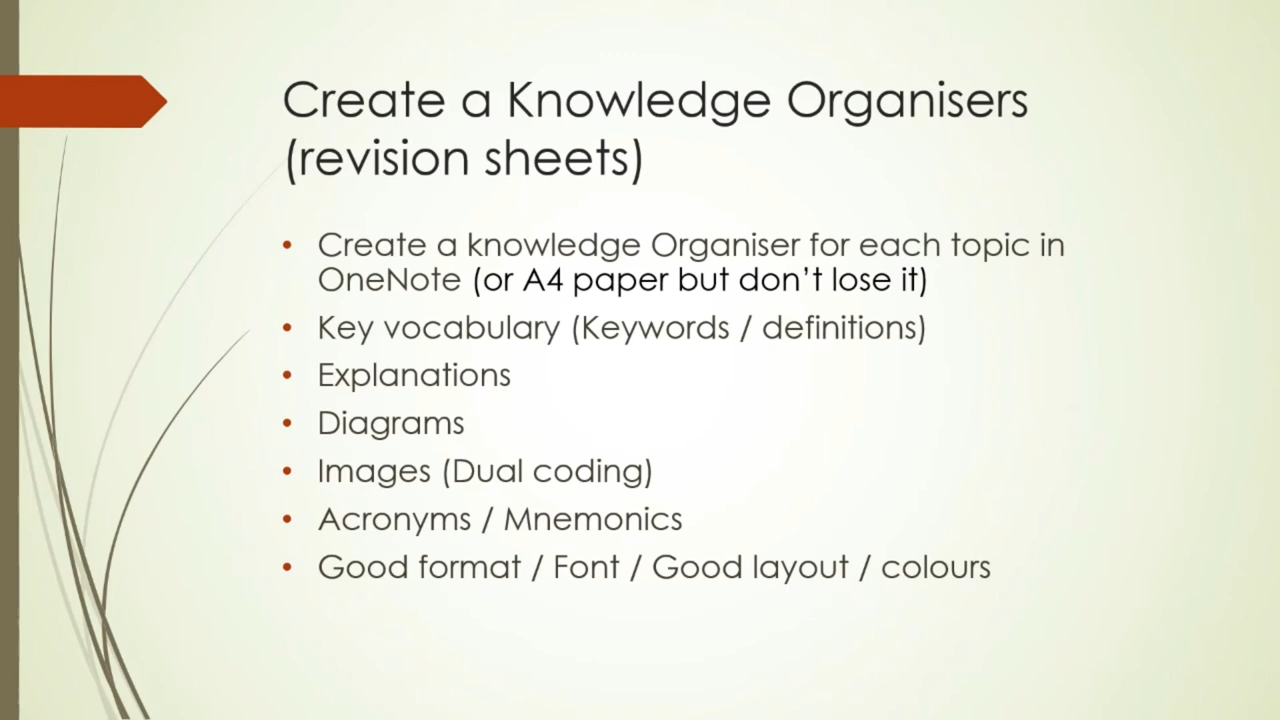 Create a Knowledge Organisers
(revision sheets)
• Create a knowledge Organiser for each topic in
OneNote (or A4 paper but don’t lose it)
• Key vocabulary (Keywords / definitions)
• Explanations
• Diagrams
• Images (Dual coding)
• Acronyms / Mnemonics
• Good format / Font / Good layout / colours